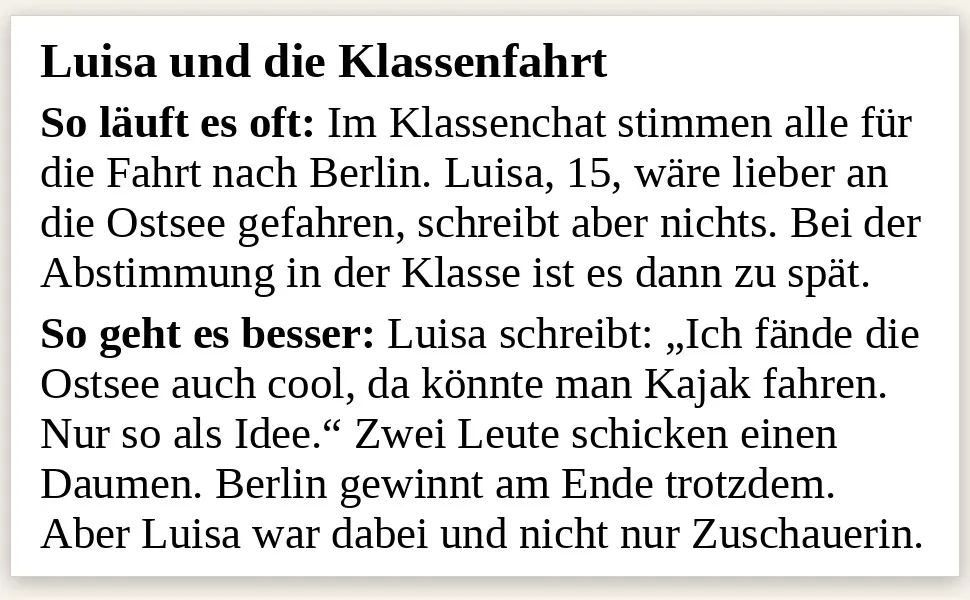 Luisa und die Klassenfahrt
So läuft es oft: Im Klassenchat stimmen alle für
die Fahrt nach Berlin. Luisa, 15, wäre lieber an
die Ostsee gefahren, schreibt aber nichts. Bei der
Abstimmung in der Klasse ist es dann zu spät.
So geht es besser: Luisa schreibt: „Ich fände die
Ostsee auch cool, da könnte man Kajak fahren.
Nur so als Idee.“ Zwei Leute schicken einen
Daumen. Berlin gewinnt am Ende trotzdem.
Aber Luisa war dabei und nicht nur Zuschauerin.